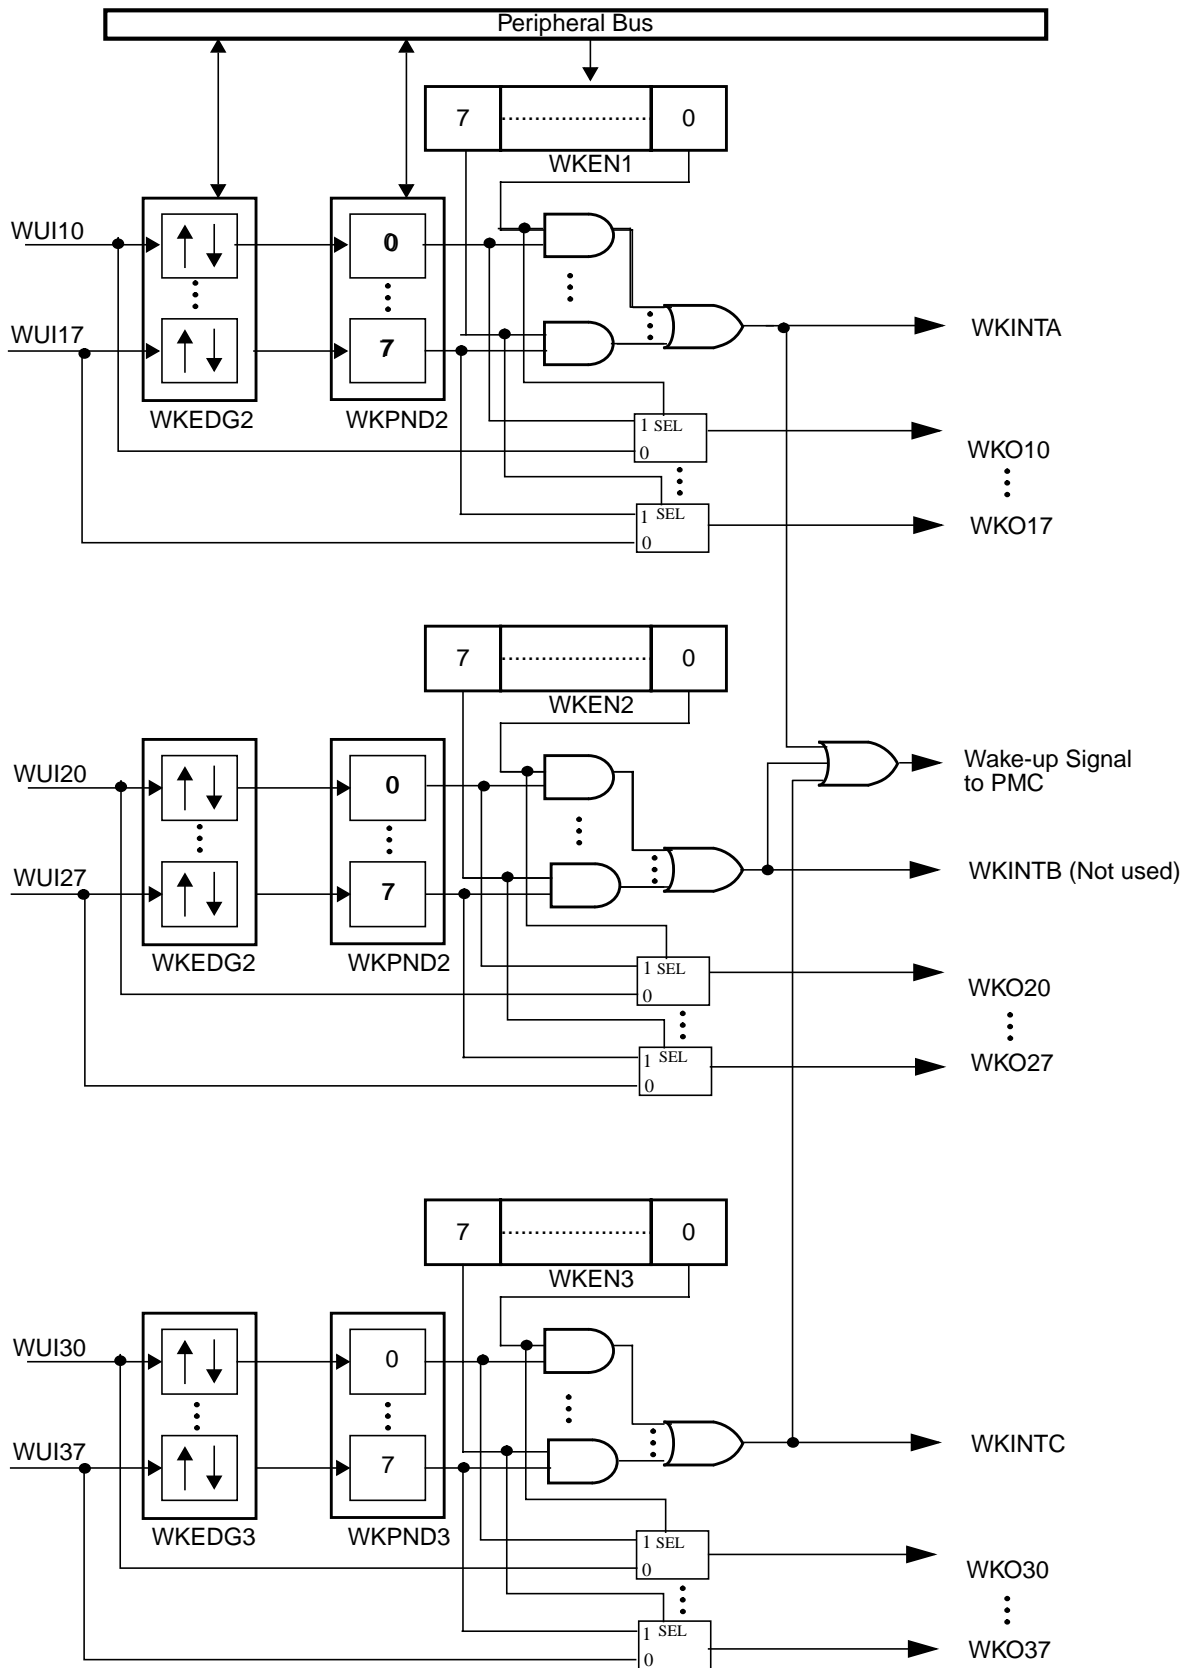 Peripheral Bus
7 0
WKEN1
WUI10
0
WUI17
7
WKINTA
WKEDG2 WKPND2
1 SEL
0
WKO10
1 SEL
0
WKO17
7 0
WKEN2
WUI20
0
Wake-up Signal
to PMC
WUI27
7
WKINTB (Not used)
WKEDG2 WKPND2
1 SEL
0
WKO20
1 SEL
0
WKO27
7 0
WKEN3
WUI30
0
WUI37
7
WKINTC
WKEDG3 WKPND3
1 SEL
0
WKO30
1 SEL
0
WKO37